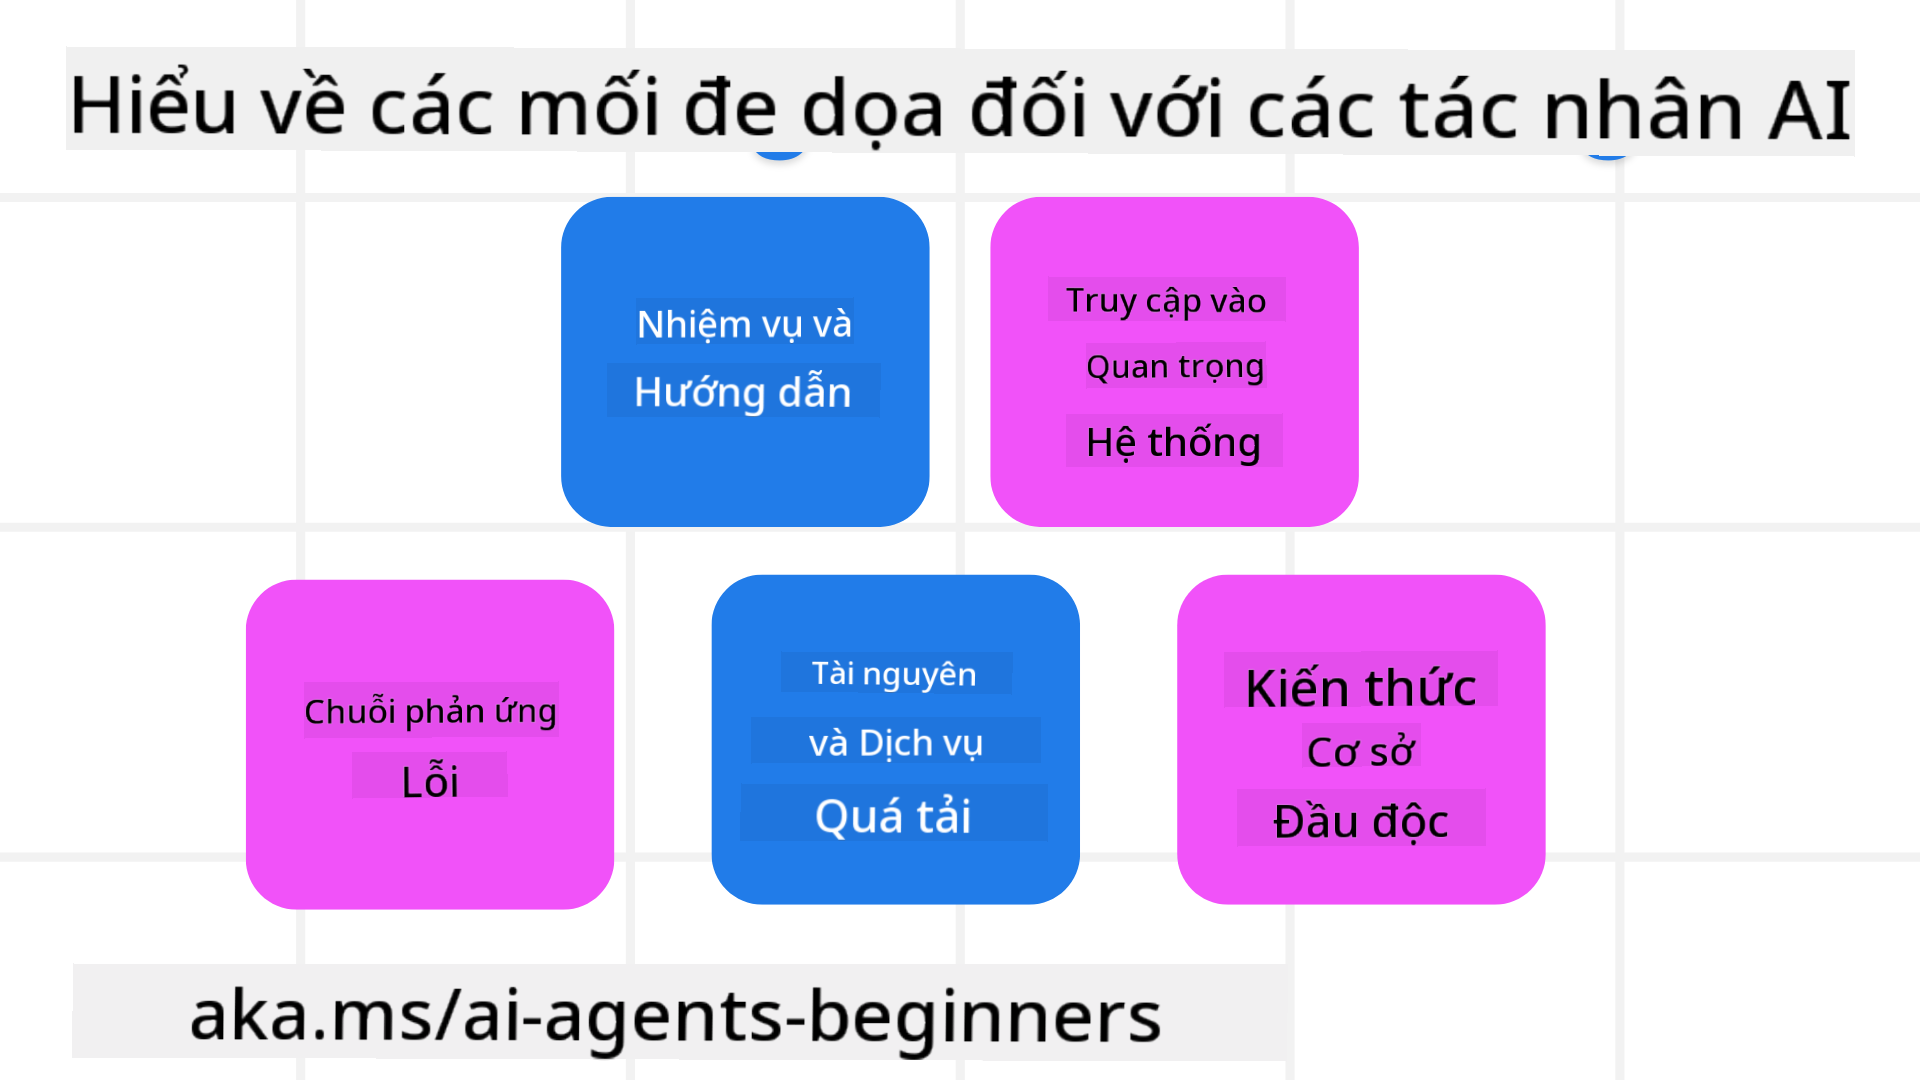 Hiểu về các mối đe dọa đối với các tác nhân AI
Nhiệm vụ và
Hướng dẫn
Truy cập vào
Quan trọng
Hệ thống
Chuỗi phản ứng
Lỗi
Tài nguyên
và Dịch vụ
Quá tải
Kiến thức
Cơ sở
Đầu độc
aka.ms/ai-agents-beginners